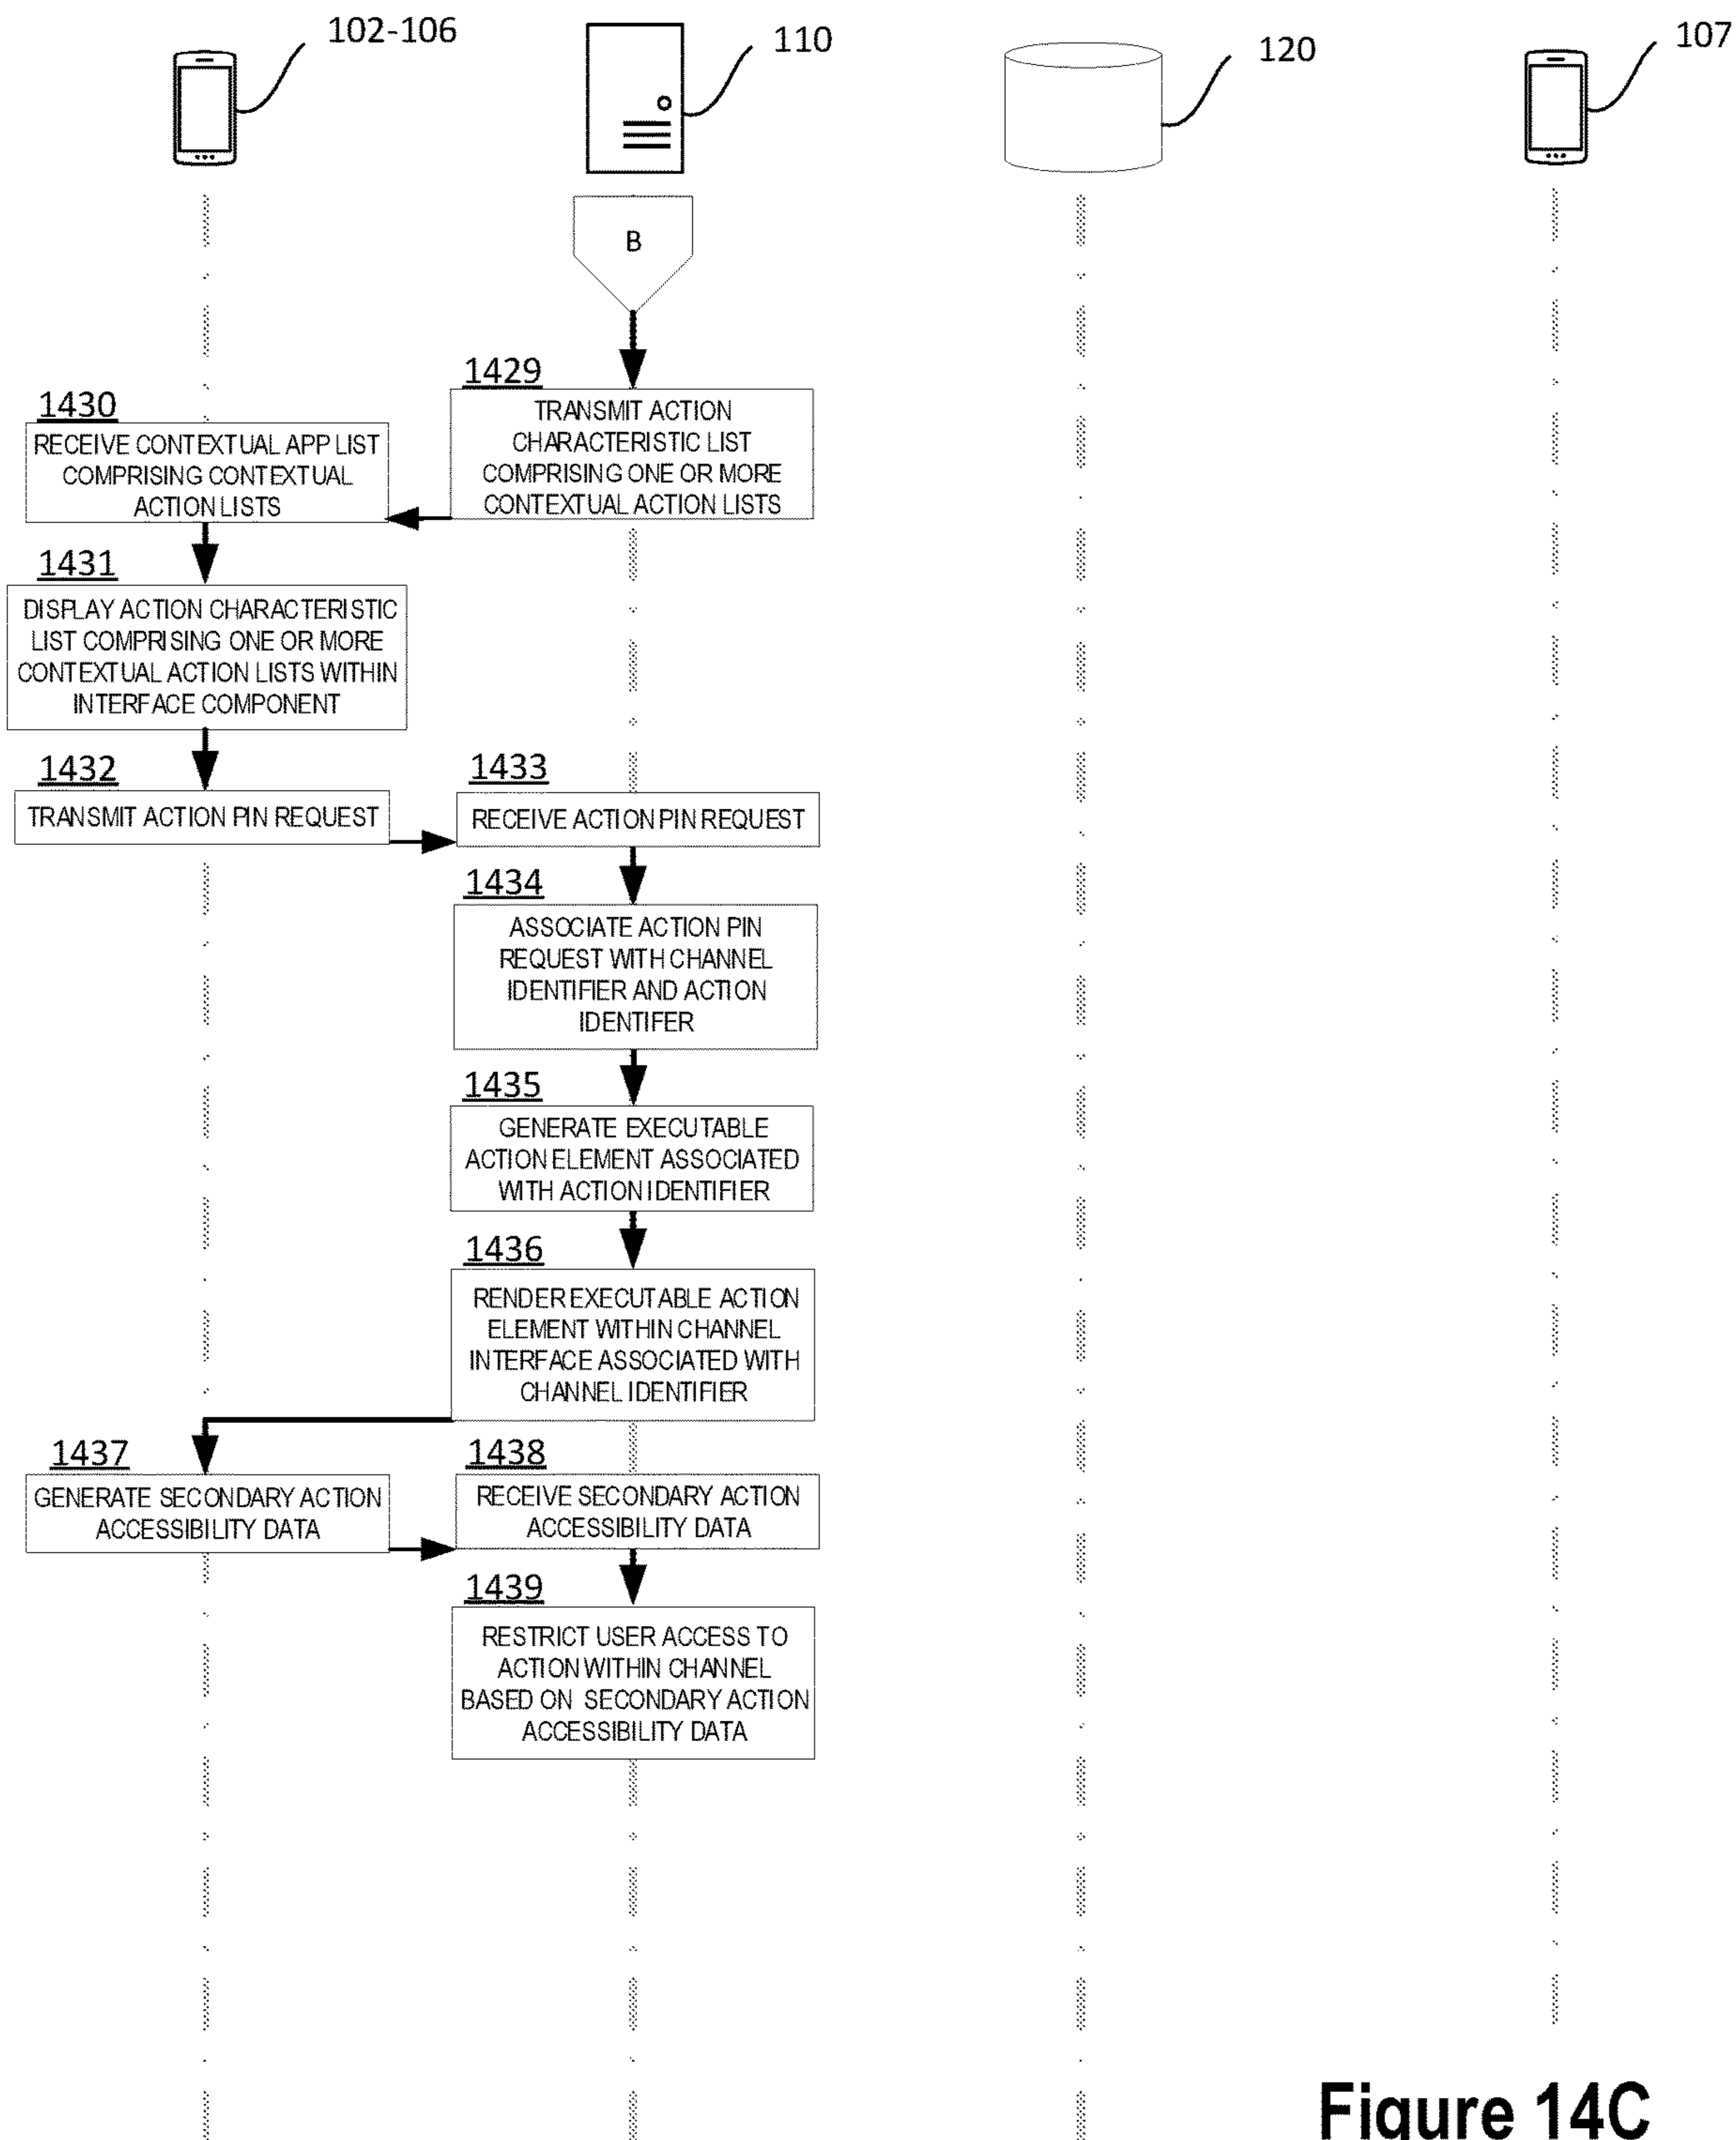 102-106
110
120
107
B
1429
TRANSMIT ACTION
CHARACTERISTIC LIST
COMPRISING ONE OR MORE
CONTEXTUAL ACTION LISTS
1430
RECEIVE CONTEXTUAL APP LIST
COMPRISING CONTEXTUAL
ACTION LISTS
1431
DISPLAY ACTION CHARACTERISTIC
LIST COMPRISING ONE OR MORE
CONTEXTUAL ACTION LISTS WITHIN
INTERFACE COMPONENT
1432
TRANSMIT ACTION PIN REQUEST
1433
RECEIVE ACTION PIN REQUEST
1434
ASSOCIATE ACTION PIN
REQUEST WITH CHANNEL
IDENTIFIER AND ACTION
IDENTIFER
1435
GENERATE EXECUTABLE
ACTION ELEMENT ASSOCIATED
WITH ACTION IDENTIFIER
1436
RENDER EXECUTABLE ACTION
ELEMENT WITHIN CHANNEL
INTERFACE ASSOCIATED WITH
CHANNEL IDENTIFIER
1437
GENERATE SECONDARY ACTION
ACCESSIBILITY DATA
1438
RECEIVE SECONDARY ACTION
ACCESSIBILITY DATA
1439
RESTRICT USER ACCESS TO
ACTION WITHIN CHANNEL
BASED ON SECONDARY ACTION
ACCESSIBILITY DATA
Figure 14C